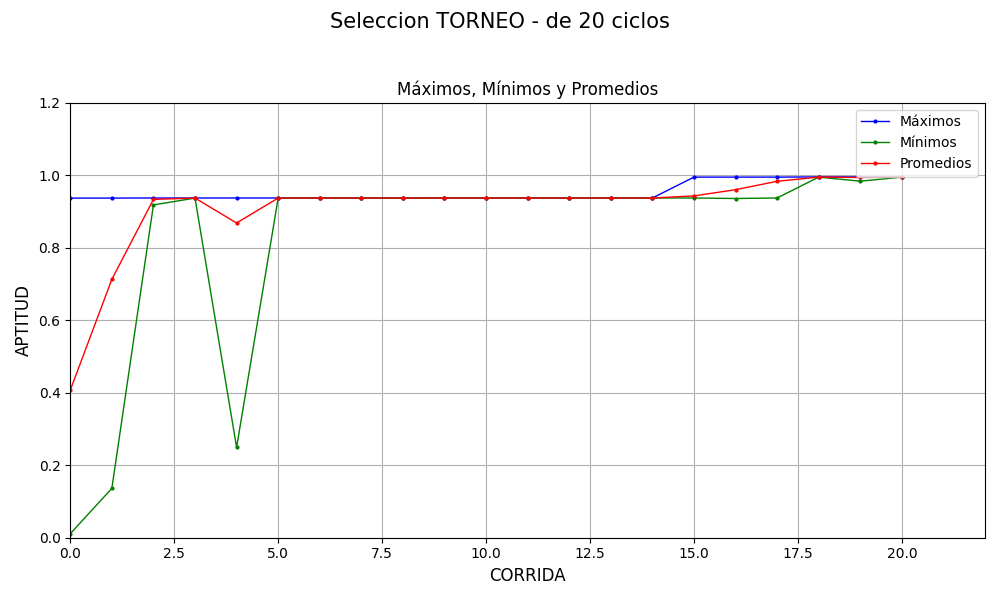 Seleccion TORNEO - de 20 ciclos
Máximos, Mínimos y Promedios
Máximos
Mínimos
Promedios
APTITUD
1.2
1.0
0.8
0.6
0.4
0.2
0.0
0.0 2.5 5.0 7.5 10.0 12.5 15.0 17.5 20.0
CORRIDA